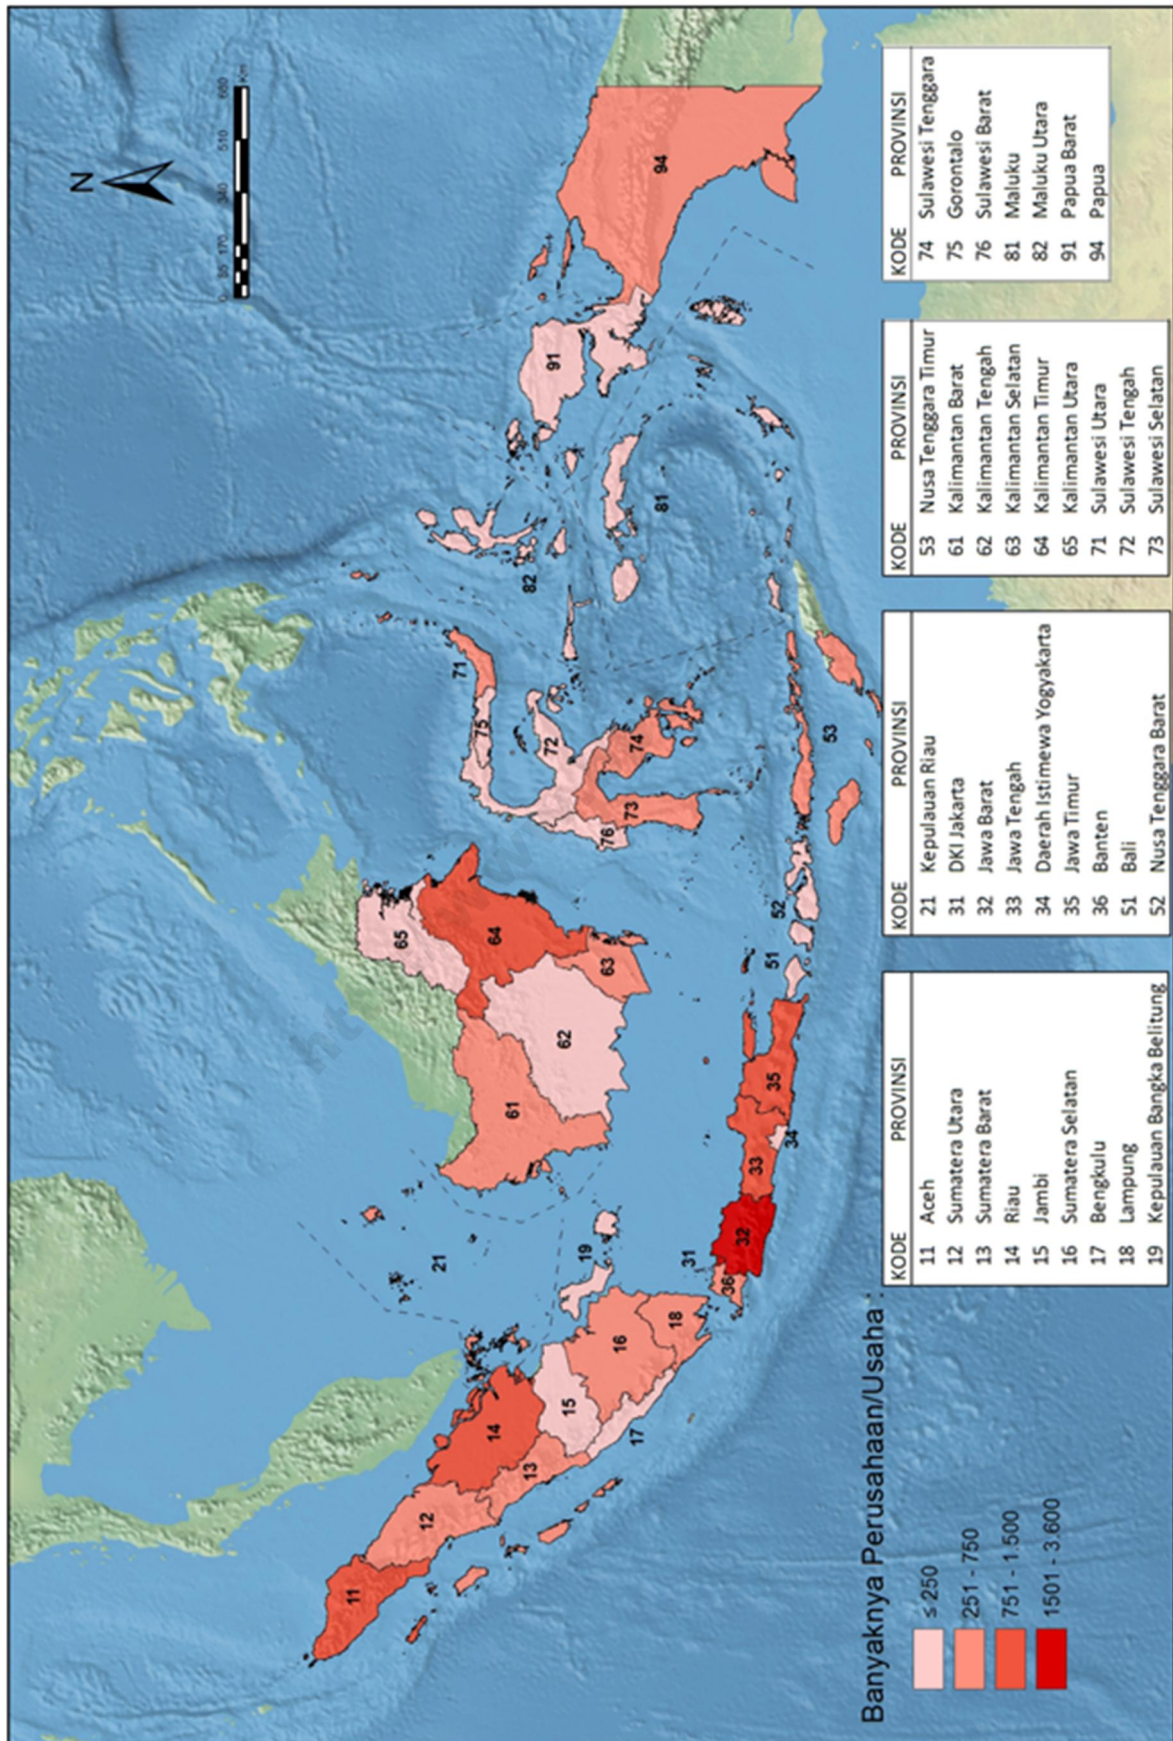 N
0 85 170 340 510 680
Km
11
12
13
14
15
16
17
18
19
21
31
32
33
34
35
36
51
52
53
61
62
63
64
65
71
72
73
74
75
76
81
82
91
94
Banyaknya Perusahaan/Usaha :
≤ 250
251 - 750
751 - 1.500
1501 - 3.600
KODE PROVINSI
11 Aceh
12 Sumatera Utara
13 Sumatera Barat
14 Riau
15 Jambi
16 Sumatera Selatan
17 Bengkulu
18 Lampung
19 Kepulauan Bangka Belitung
KODE PROVINSI
21 Kepulauan Riau
31 DKI Jakarta
32 Jawa Barat
33 Jawa Tengah
34 Daerah Istimewa Yogyakarta
35 Jawa Timur
36 Banten
51 Bali
52 Nusa Tenggara Barat
KODE PROVINSI
53 Nusa Tenggara Timur
61 Kalimantan Barat
62 Kalimantan Tengah
63 Kalimantan Selatan
64 Kalimantan Timur
65 Kalimantan Utara
71 Sulawesi Utara
72 Sulawesi Tengah
73 Sulawesi Selatan
KODE PROVINSI
74 Sulawesi Tenggara
75 Gorontalo
76 Sulawesi Barat
81 Maluku
82 Maluku Utara
91 Papua Barat
94 Papua